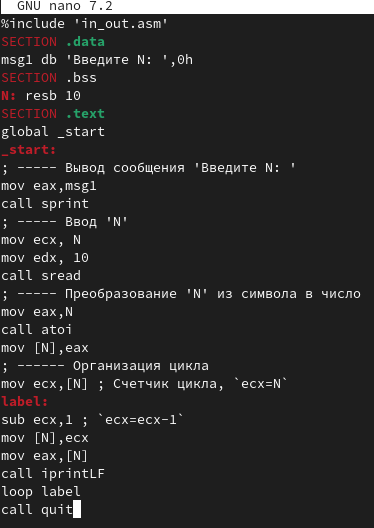 GNU nano 7.2
%include 'in_out.asm'
SECTION .data
msg1 db 'Введите N: ',0h
SECTION .bss
N: resb 10
SECTION .text
global _start
_start:
; ----- Вывод сообщения 'Введите N: '
mov eax,msg1
call sprint
; ----- Ввод 'N'
mov ecx, N
mov edx, 10
call sread
; ----- Преобразование 'N' из символа в число
mov eax,N
call atoi
mov [N],eax
; ------ Организация цикла
mov ecx,[N] ; Счетчик цикла, `ecx=N`
label:
sub ecx,1 ; `ecx=ecx-1`
mov [N],ecx
mov eax,[N]
call iprintLF
loop label
call quit